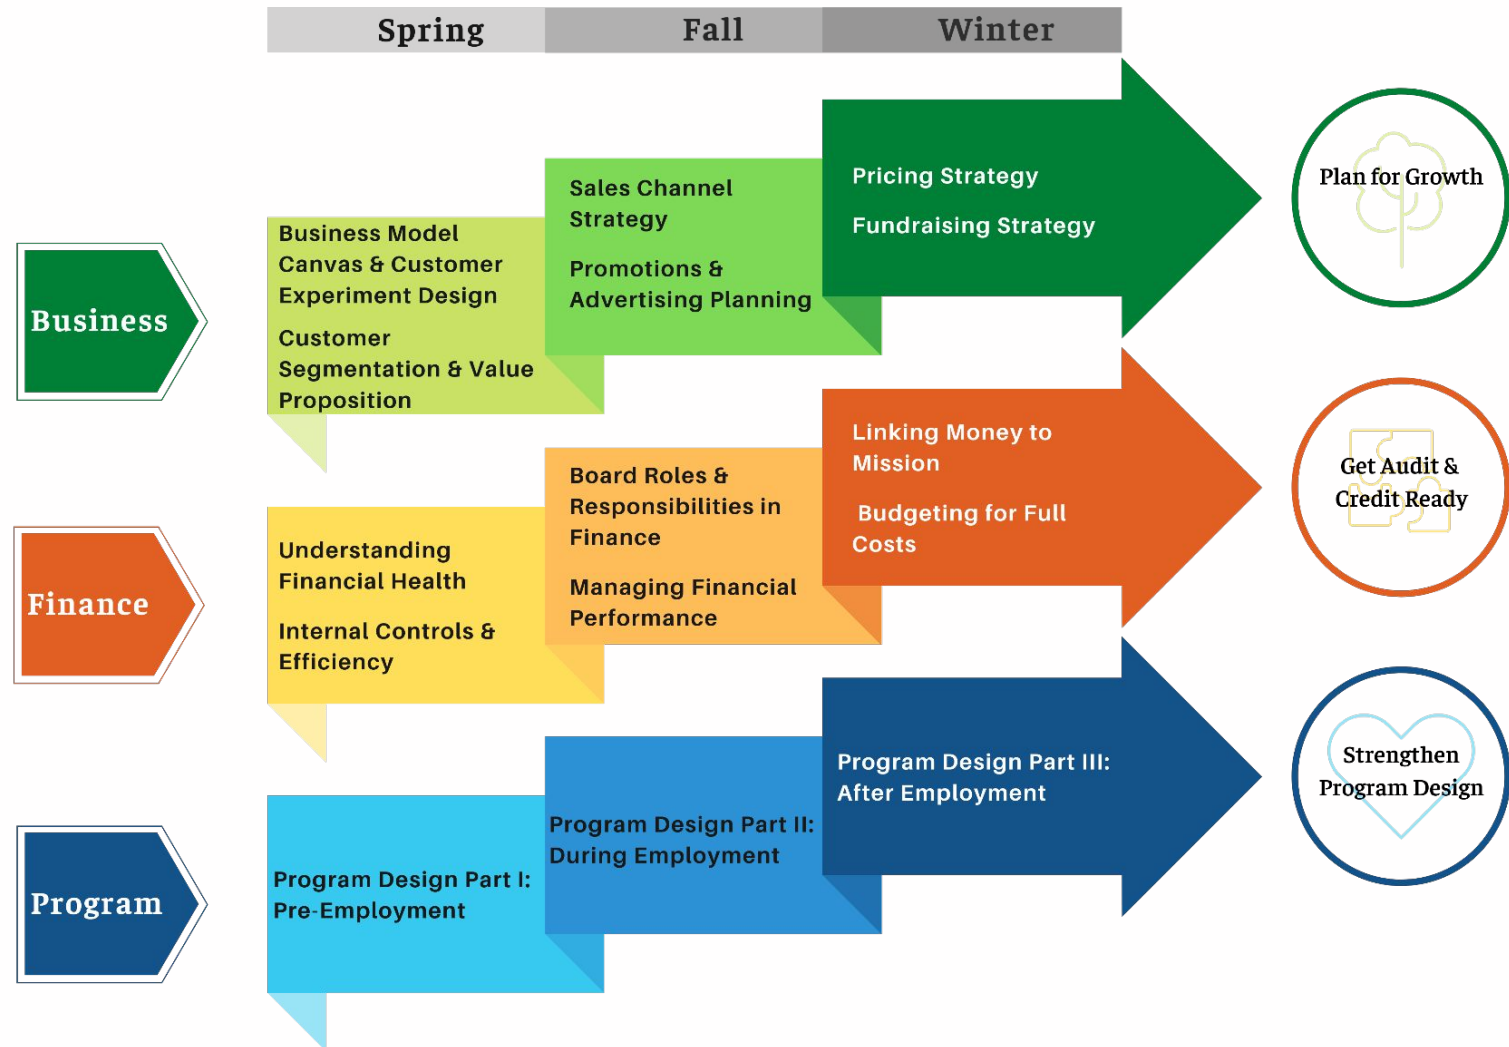 Spring
Fall
Winter
Business
Business Model
Canvas & Customer
Experiment Design
Customer
Segmentation & Value
Proposition
Sales Channel
Strategy
Promotions &
Advertising Planning
Pricing Strategy
Fundraising Strategy
Plan for Growth
Finance
Understanding
Financial Health
Internal Controls &
Efficiency
Board Roles &
Responsibilities in
Finance
Managing Financial
Performance
Linking Money to
Mission
Budgeting for Full
Costs
Get Audit &
Credit Ready
Program
Program Design Part I:
Pre-Employment
Program Design Part II:
During Employment
Program Design Part III:
After Employment
Strengthen
Program Design